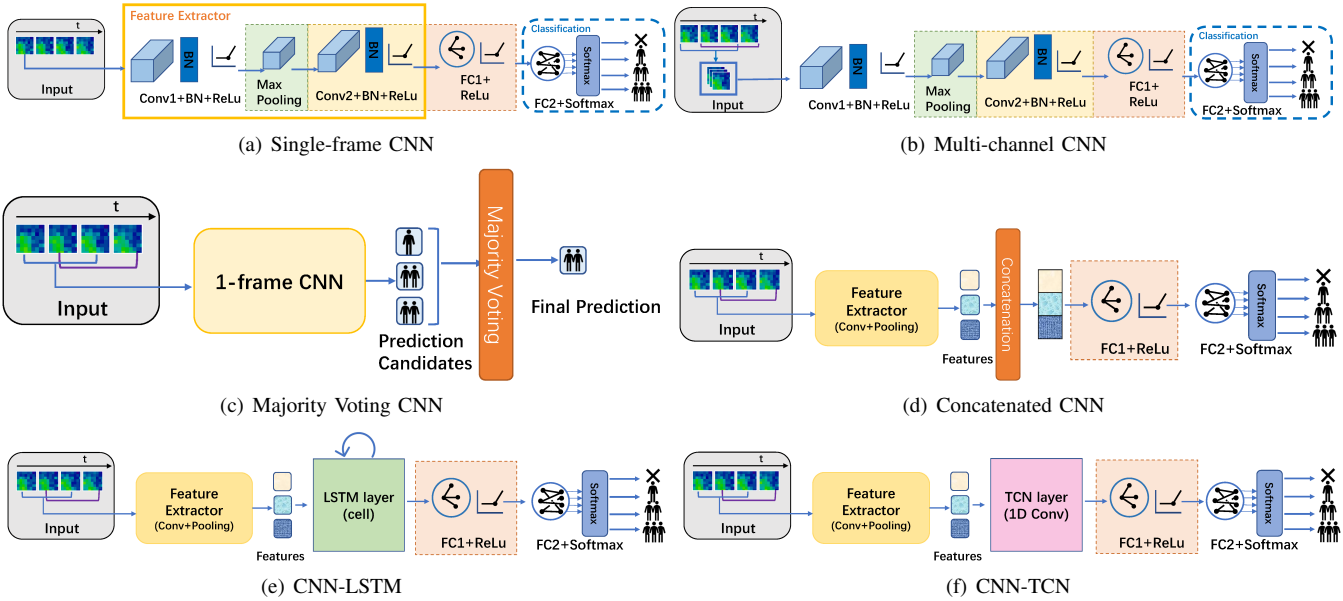 t
Input
Feature Extractor
BN
Conv1+BN+ReLu
Max
Pooling
BN
Conv2+BN+ReLu
FC1+
ReLu
Classification
Softmax
FC2+Softmax
(a) Single-frame CNN
t
Input
BN
Conv1+BN+ReLu
Max
Pooling
BN
Conv2+BN+ReLu
FC1+
ReLu
Classification
Softmax
FC2+Softmax
(b) Multi-channel CNN
t
Input
1-frame CNN
Prediction
Candidates
Majority Voting
Final Prediction
(c) Majority Voting CNN
t
Input
Feature
Extractor
(Conv+Pooling)
Features
Concatenation
FC1+ReLu
Softmax
FC2+Softmax
(d) Concatenated CNN
t
Input
Feature
Extractor
(Conv+Pooling)
Features
LSTM layer
(cell)
FC1+ReLu
Softmax
FC2+Softmax
(e) CNN-LSTM
t
Input
Feature
Extractor
(Conv+Pooling)
Features
TCN layer
(1D Conv)
FC1+ReLu
Softmax
FC2+Softmax
(f) CNN-TCN